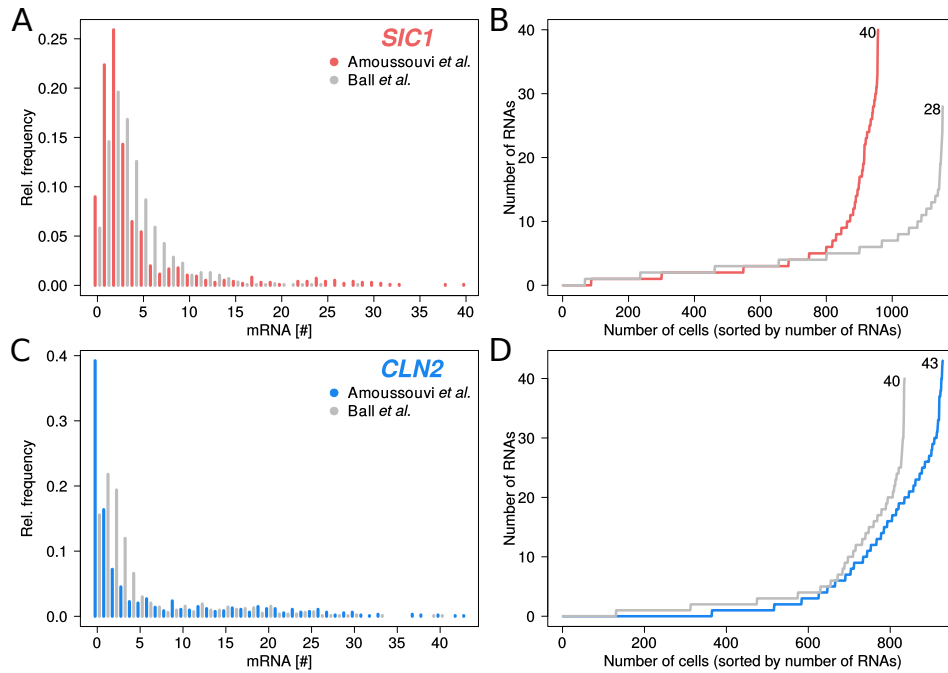 A
SIC1
Amoussouvi et al.
Ball et al.
Rel. frequency
0.25
0.20
0.15
0.10
0.05
0.00
0 5 10 15 20 25 30 35 40
mRNA [#]
B
40
28
Number of RNAs
40
30
20
10
0
0 200 400 600 800 1000
Number of cells (sorted by number of RNAs)
C
CLN2
Amoussouvi et al.
Ball et al.
Rel. frequency
0.4
0.3
0.2
0.1
0.0
0 5 10 15 20 25 30 35 40
mRNA [#]
D
43
40
Number of RNAs
40
30
20
10
0
0 200 400 600 800
Number of cells (sorted by number of RNAs)